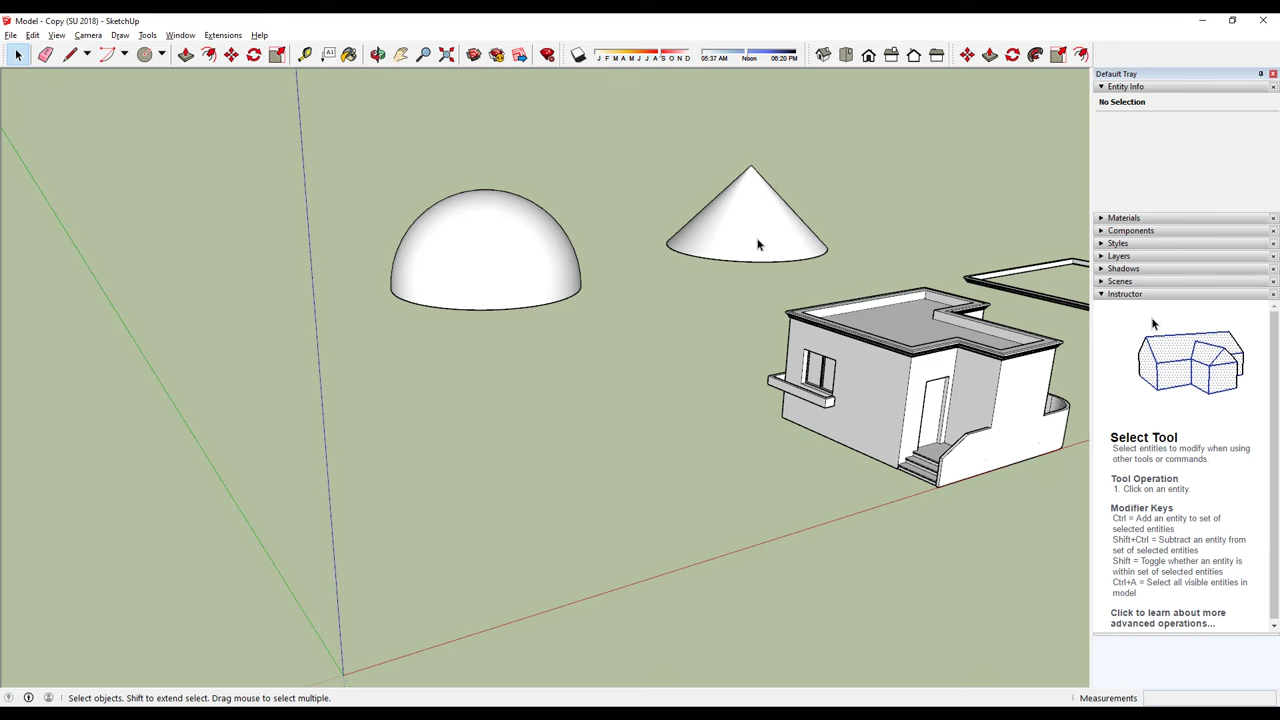 Model - Copy (SU 2018) - SketchUp
File Edit View Camera Draw Tools Window Extensions Help
A1
J F M A M J J A S O N D
05:37 AM Noon 06:20 PM
Default Tray
Entity Info
No Selection
Materials
Components
Styles
Layers
Shadows
Scenes
Instructor
Select Tool
Select entities to modify when using
other tools or commands.
Tool Operation
1. Click on an entity.
Modifier Keys
Ctrl = Add an entity to set of
selected entities
Shift+Ctrl = Subtract an entity from
set of selected entities
Shift = Toggle whether an entity is
within set of selected entities
Ctrl+A = Select all visible entities in
model
Click to learn about more
advanced operations...
Select objects. Shift to extend select. Drag mouse to select multiple.
Measurements